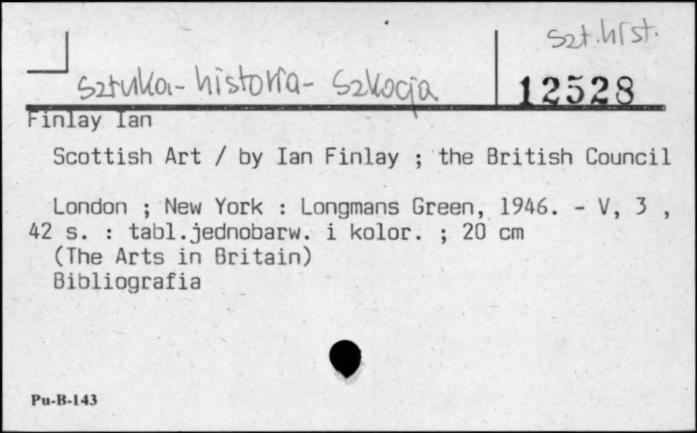 szt.hist.
sztuka - historia - Szkocja
12528
Finlay Ian
Scottish Art / by Ian Finlay ; the British Council
London ; New York : Longmans Green, 1946. - V, 3 ,
42 s. : tabl.jednobarw. i kolor. ; 20 cm
(The Arts in Britain)
Bibliografia
Pu-B-143